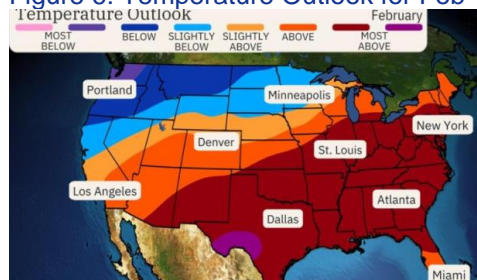 Figure 6. Temperature Outlook for Feb
Temperature Outlook
February
MOST BELOW
BELOW
SLIGHTLY BELOW
SLIGHTLY ABOVE
ABOVE
MOST ABOVE
Portland
Minneapolis
New York
Denver
St. Louis
Los Angeles
Atlanta
Dallas
Miami